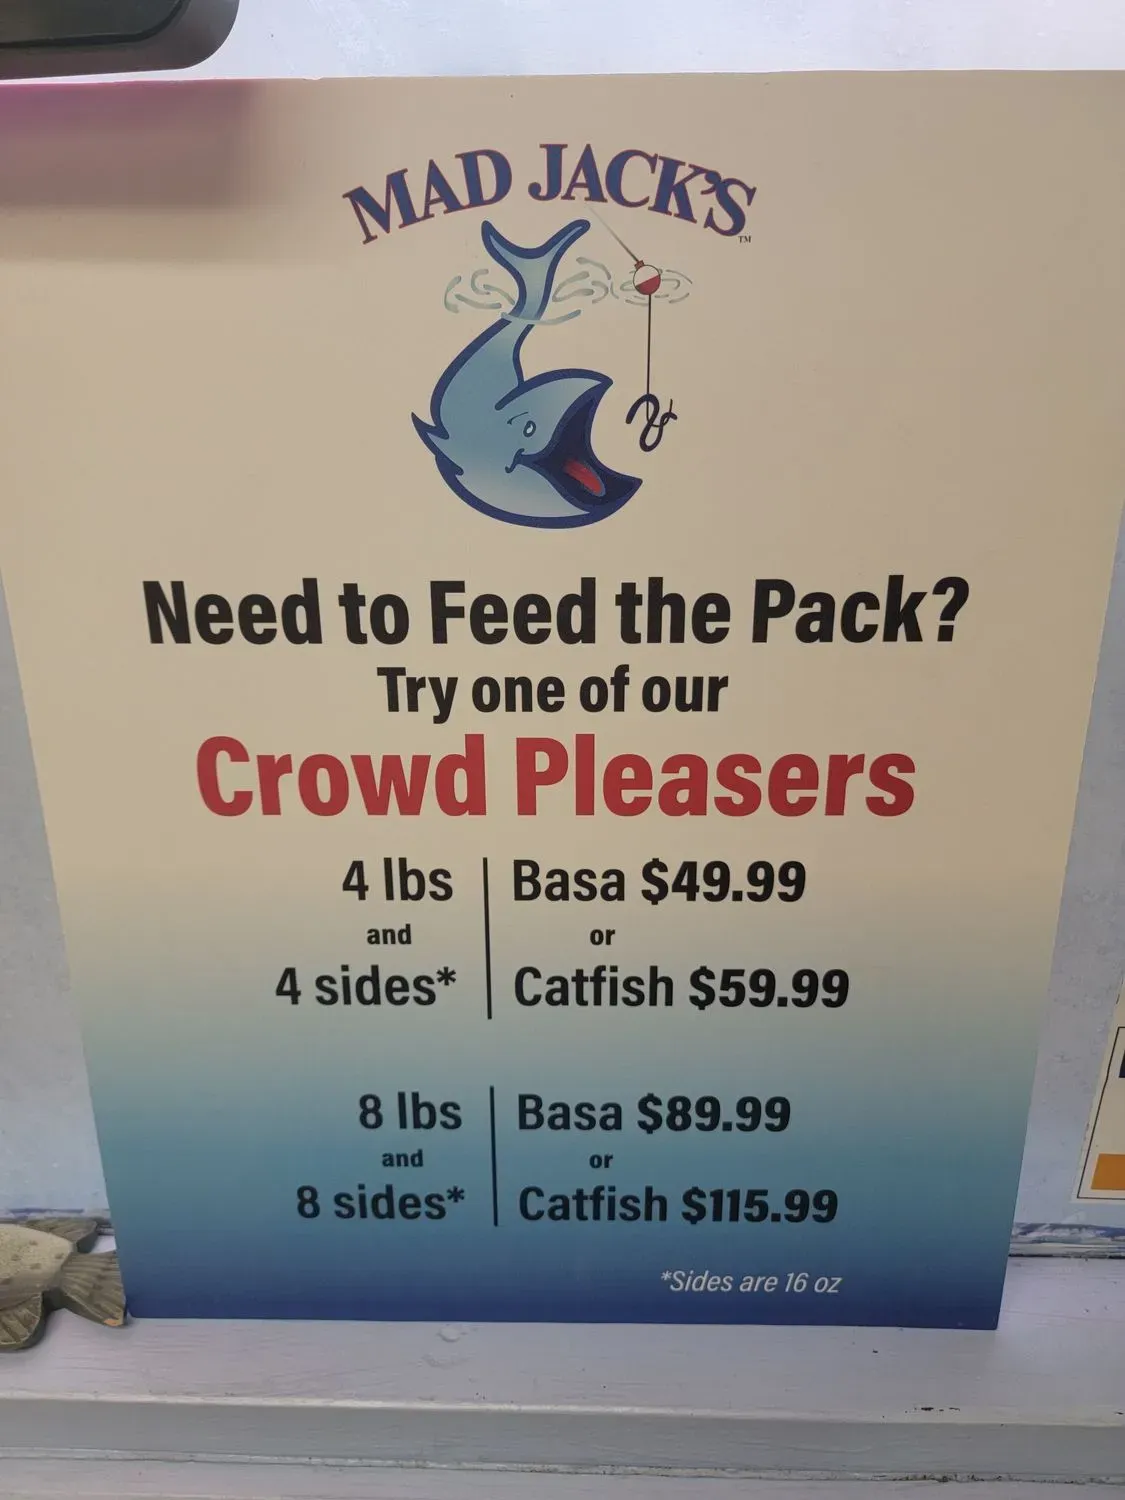 MAD JACK'S™
Need to Feed the Pack?
Try one of our
Crowd Pleasers
4 lbs
and
4 sides*
Basa $49.99
or
Catfish $59.99
8 lbs
and
8 sides*
Basa $89.99
or
Catfish $115.99
*Sides are 16 oz